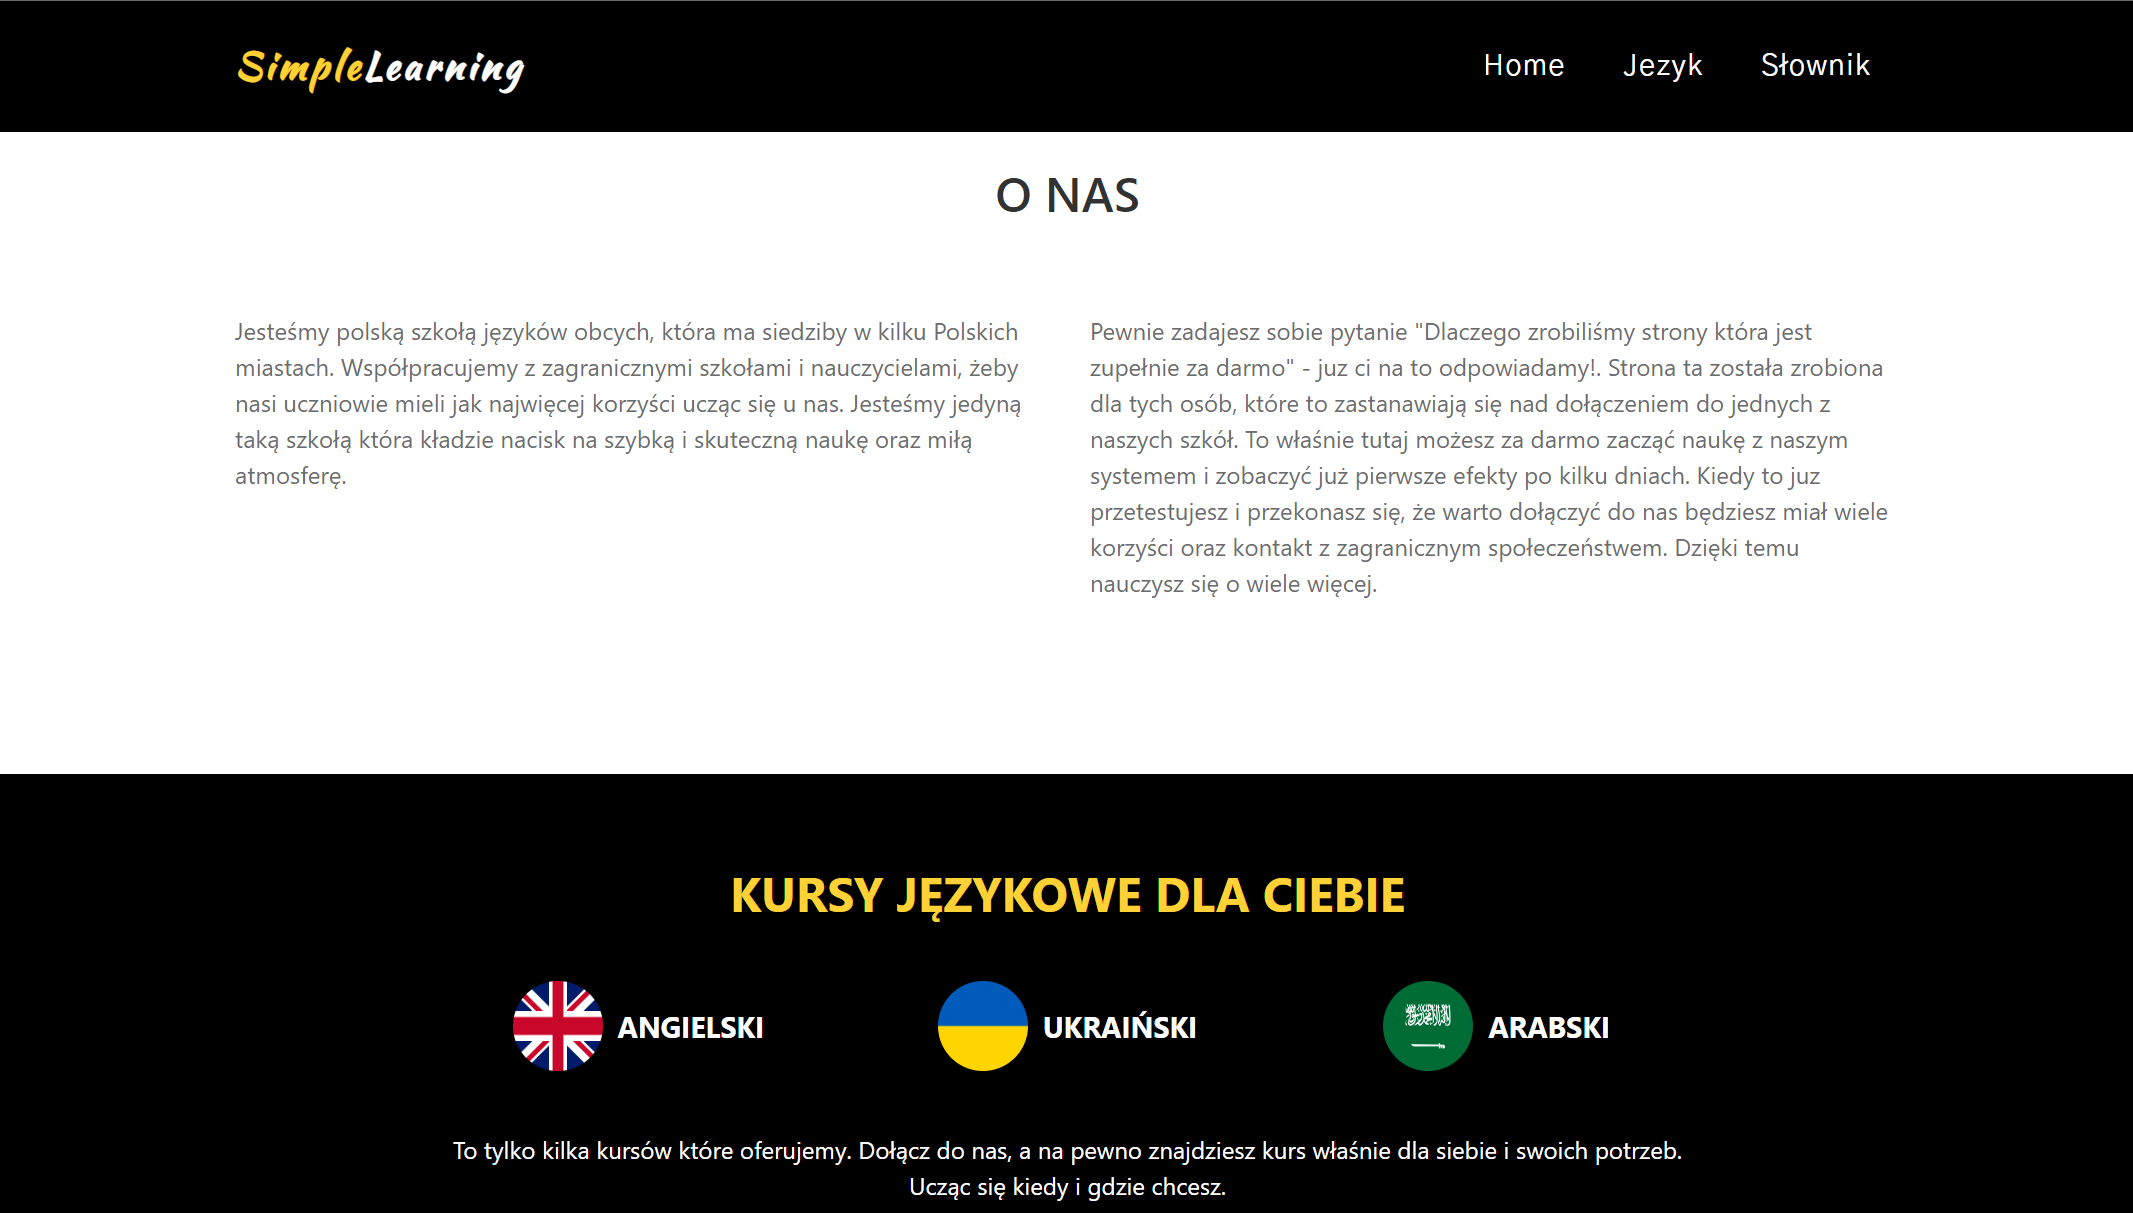 SimpleLearning
Home Jezyk Słownik
O NAS
Jesteśmy polską szkołą języków obcych, która ma siedziby w kilku Polskich
miastach. Współpracujemy z zagranicznymi szkołami i nauczycielami, żeby
nasi uczniowie mieli jak najwięcej korzyści ucząc się u nas. Jesteśmy jedyną
taką szkołą która kładzie nacisk na szybką i skuteczną naukę oraz miłą
atmosferę.
Pewnie zadajesz sobie pytanie "Dlaczego zrobiliśmy strony która jest
zupełnie za darmo" - juz ci na to odpowiadamy!. Strona ta została zrobiona
dla tych osób, które to zastanawiają się nad dołączeniem do jednych z
naszych szkół. To właśnie tutaj możesz za darmo zacząć naukę z naszym
systemem i zobaczyć już pierwsze efekty po kilku dniach. Kiedy to juz
przetestujesz i przekonasz się, że warto dołączyć do nas będziesz miał wiele
korzyści oraz kontakt z zagranicznym społeczeństwem. Dzięki temu
nauczysz się o wiele więcej.
KURSY JĘZYKOWE DLA CIEBIE
ANGIELSKI
UKRAIŃSKI
ARABSKI
To tylko kilka kursów które oferujemy. Dołącz do nas, a na pewno znajdziesz kurs właśnie dla siebie i swoich potrzeb.
Ucząc się kiedy i gdzie chcesz.